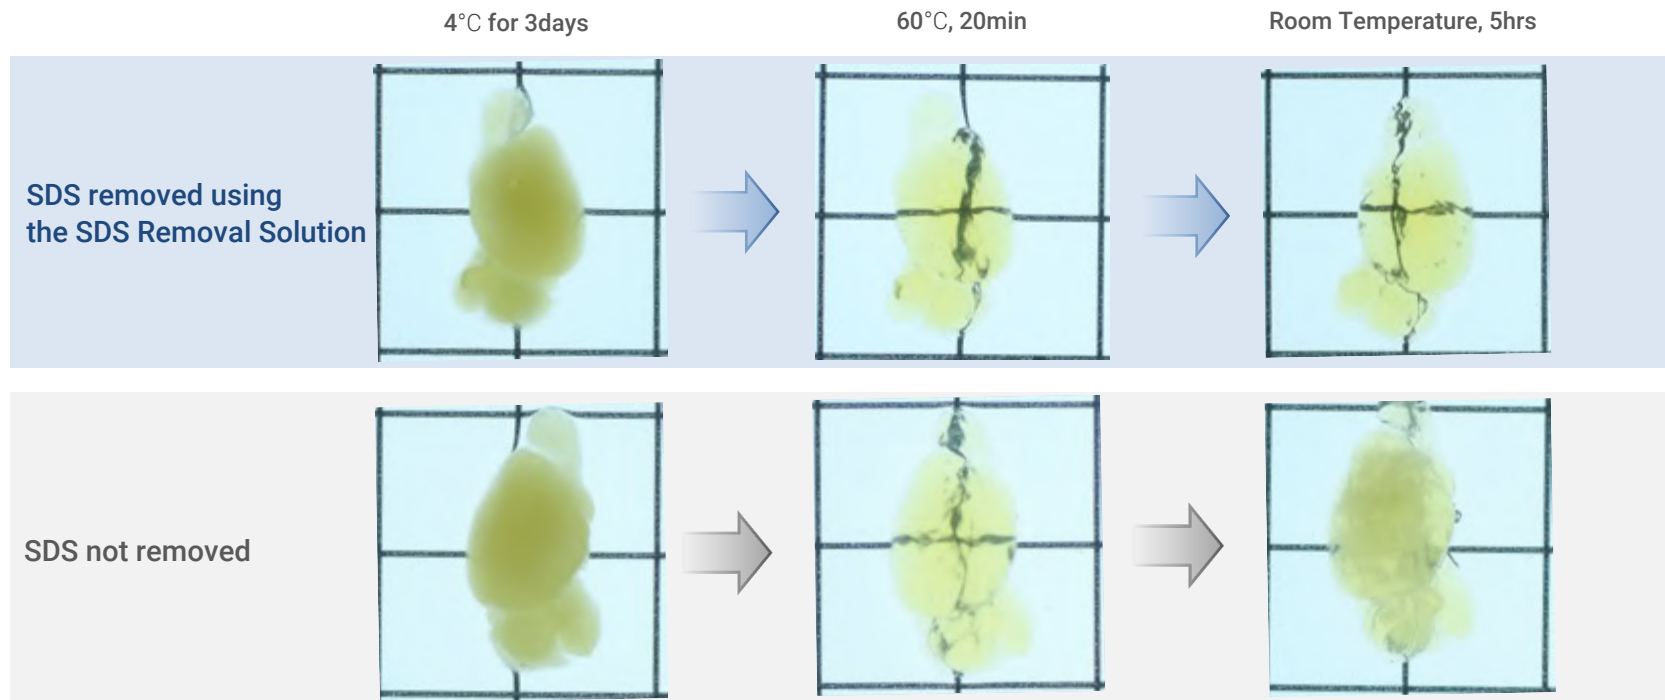 4°C for 3days
60°C, 20min
Room Temperature, 5hrs
SDS removed using
the SDS Removal Solution
SDS not removed